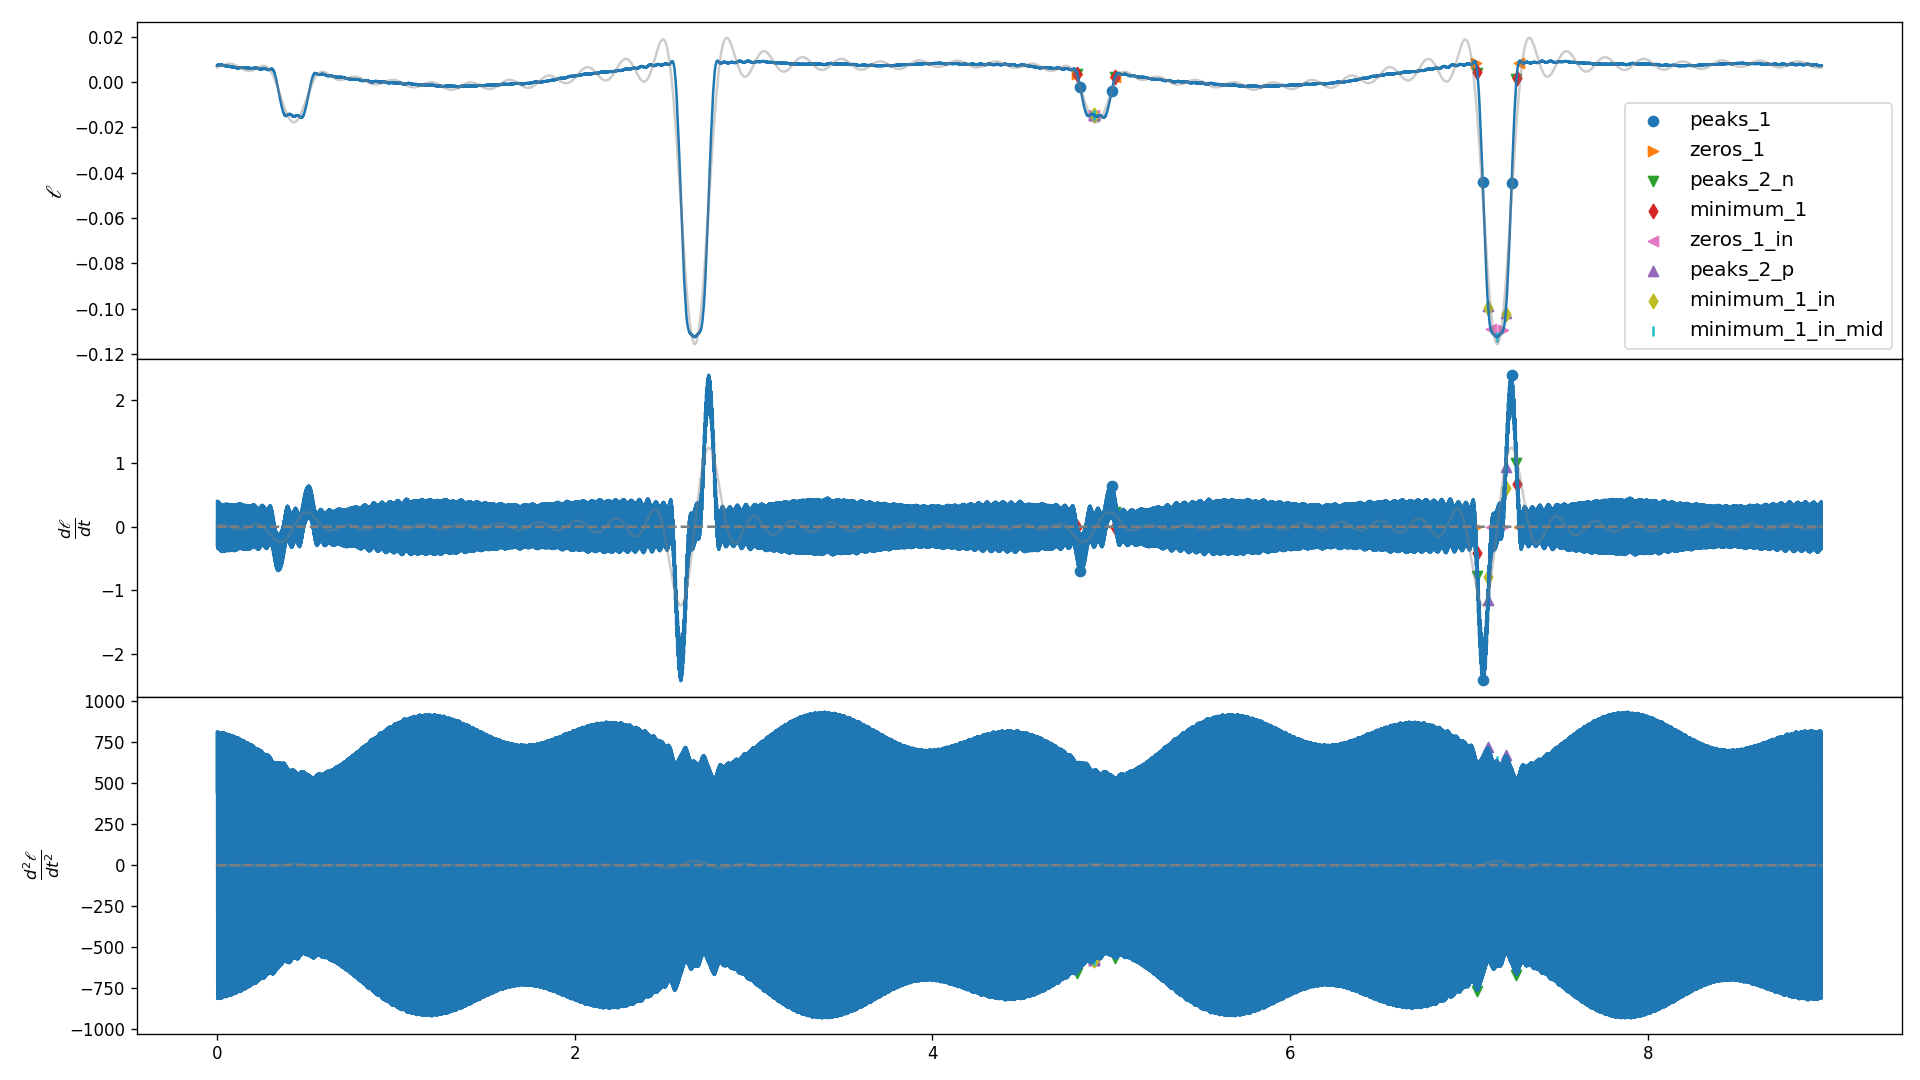 0.02
0.00
−0.02
−0.04
−0.06
−0.08
−0.10
−0.12
ℓ
peaks_1
zeros_1
peaks_2_n
minimum_1
zeros_1_in
peaks_2_p
minimum_1_in
minimum_1_in_mid
2
1
0
−1
−2
dℓ
dt
1000
750
500
250
0
−250
−500
−750
−1000
d²ℓ
dt²
0 2 4 6 8